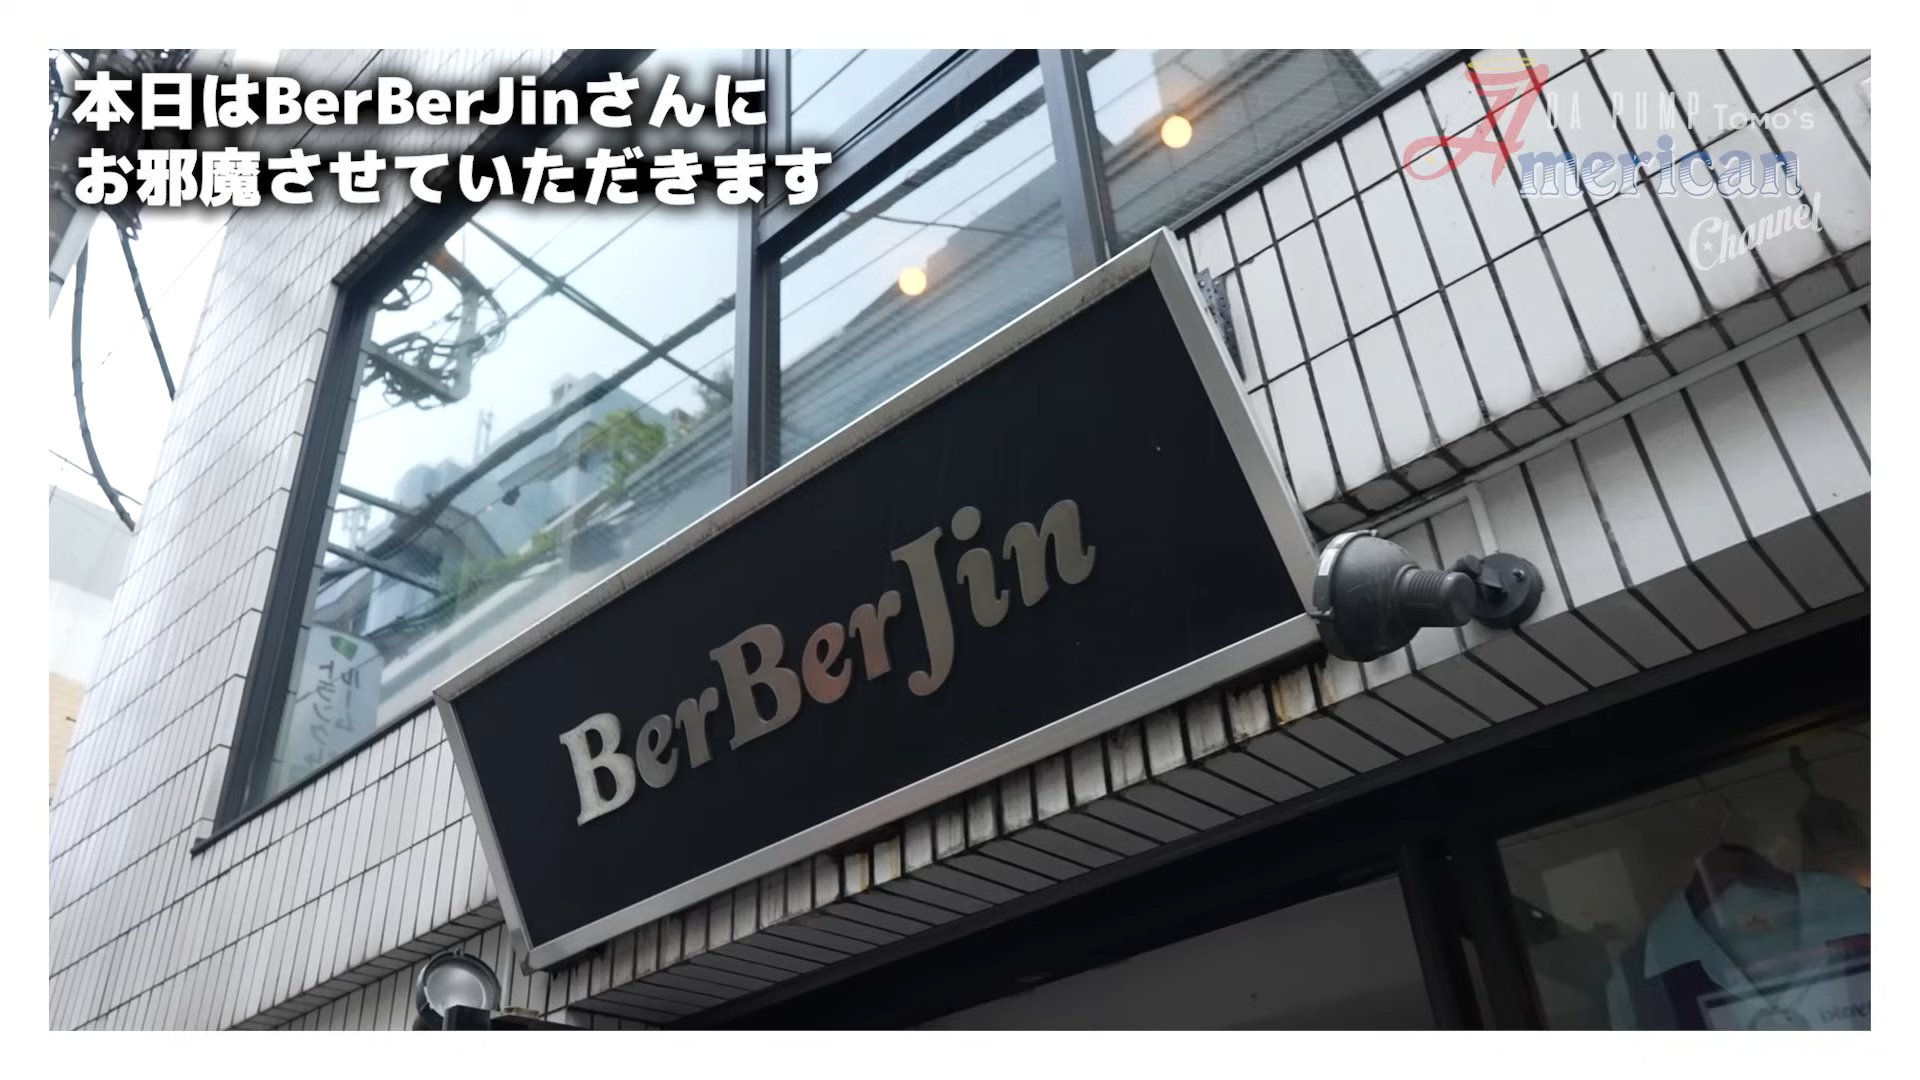 本日はBerBerJinさんに
お邪魔させていただきます
DA PUMP TOMO'S
American
Channel
BerBerJin